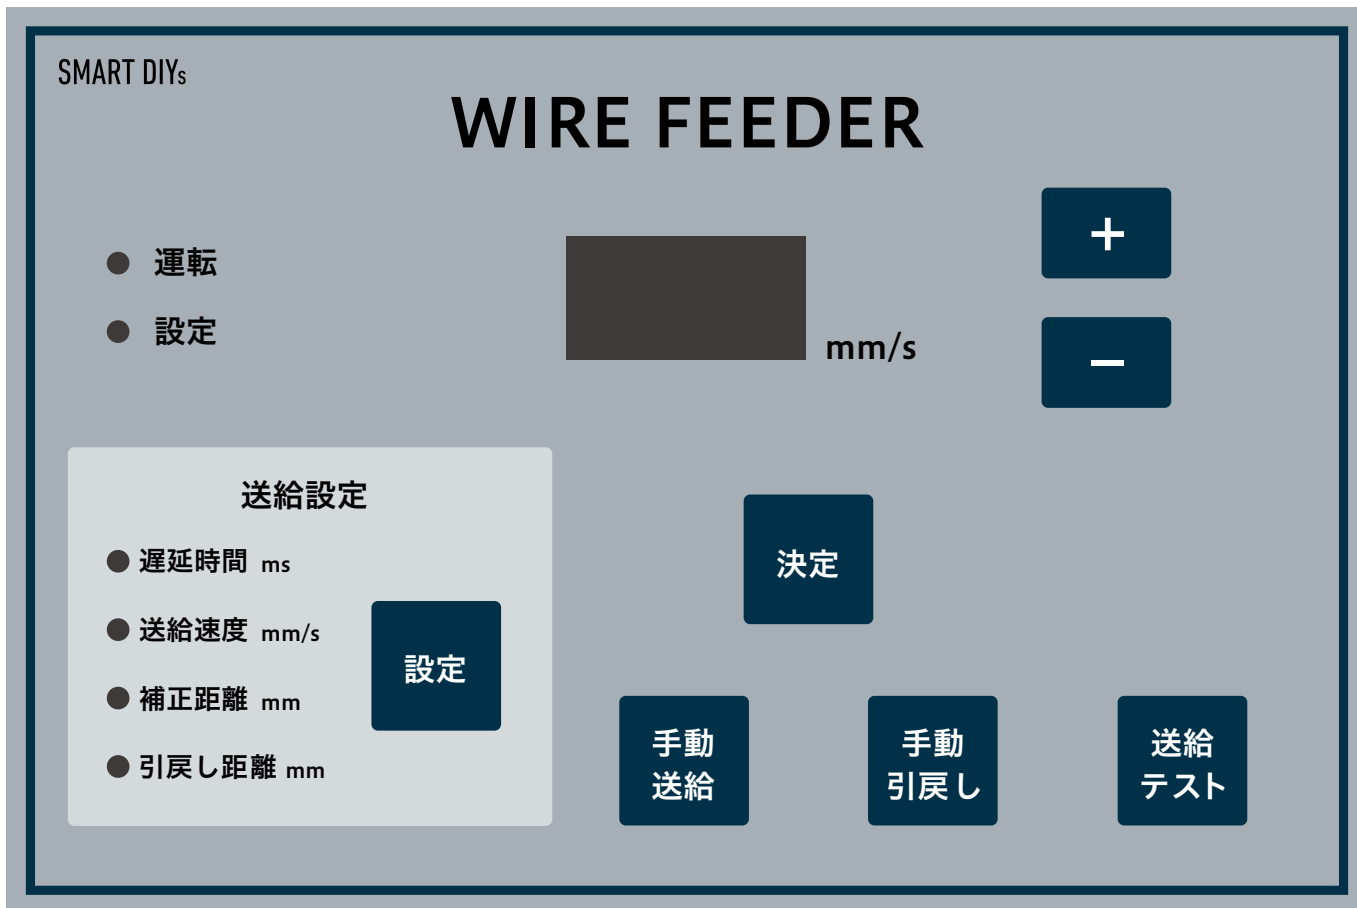 SMART DIYs
WIRE FEEDER
運転
設定
mm/s
+
−
送給設定
遅延時間 ms
送給速度 mm/s
補正距離 mm
引戻し距離 mm
設定
決定
手動
送給
手動
引戻し
送給
テスト